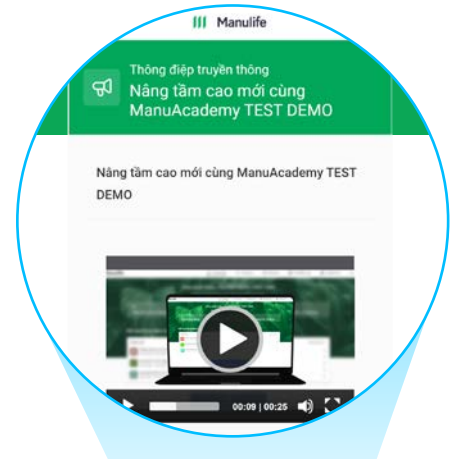 Manulife
Thông điệp truyền thông
Nâng tầm cao mới cùng
ManuAcademy TEST DEMO
Nâng tầm cao mới cùng ManuAcademy TEST
DEMO
00:09 | 00:25